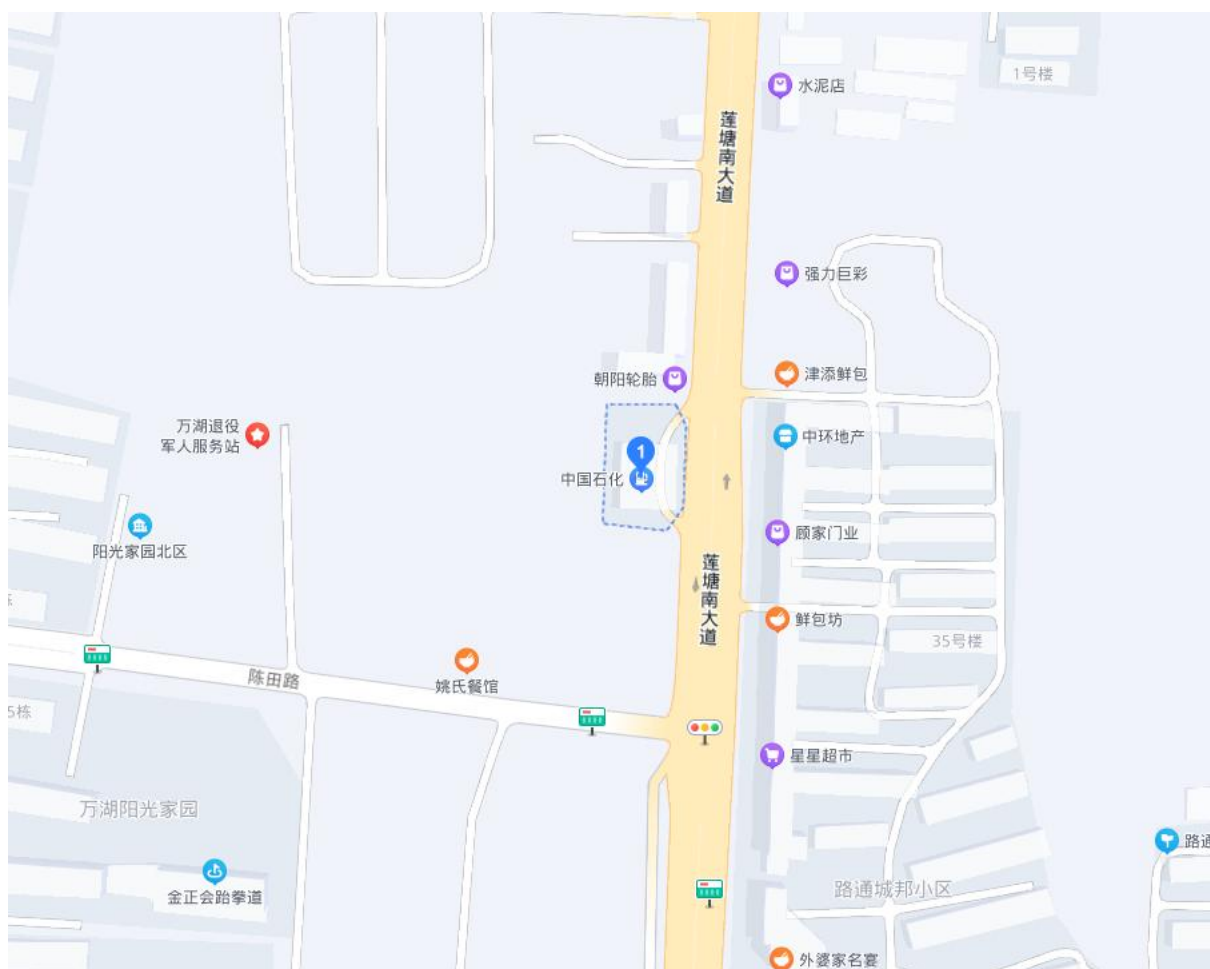 水泥店
1号楼
莲塘南大道
强力巨彩
朝阳轮胎
津添鲜包
万湖退役
军人服务站
中环地产
1
中国石化
阳光家园北区
顾家门业
莲塘南大道
鲜包坊
35号楼
陈田路
姚氏餐馆
5栋
星星超市
万湖阳光家园
路通
金正会跆拳道
路通城邦小区
外婆家名宴